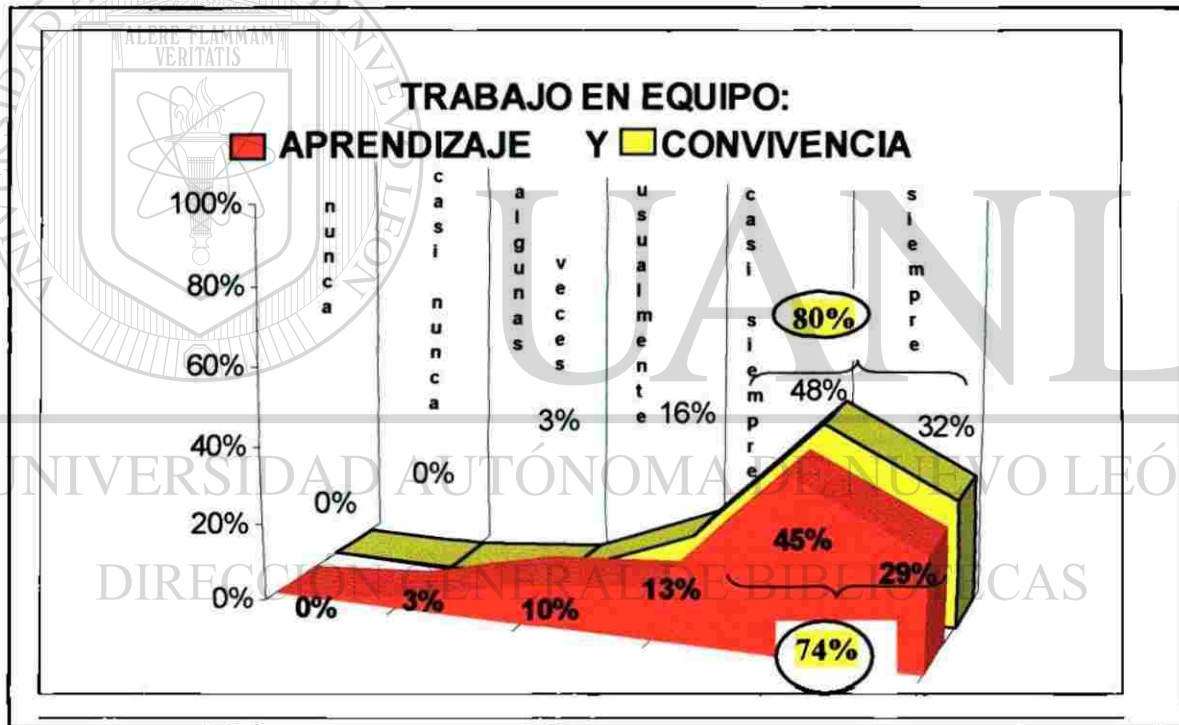 ALERE FLAMMAM
VERITATIS
TRABAJO EN EQUIPO:
APRENDIZAJE Y CONVIVENCIA
100%
80%
60%
40%
20%
0%
nunca
casi nunca
algunas veces
usualmente
casi siempre
siempre
80%
0%
0%
3%
16%
48%
32%
0%
3%
10%
13%
45%
29%
74%
UANL
UNIVERSIDAD AUTÓNOMA DE NUEVO LEÓ
DIRECCIÓN GENERAL DE BIBLIOTECAS